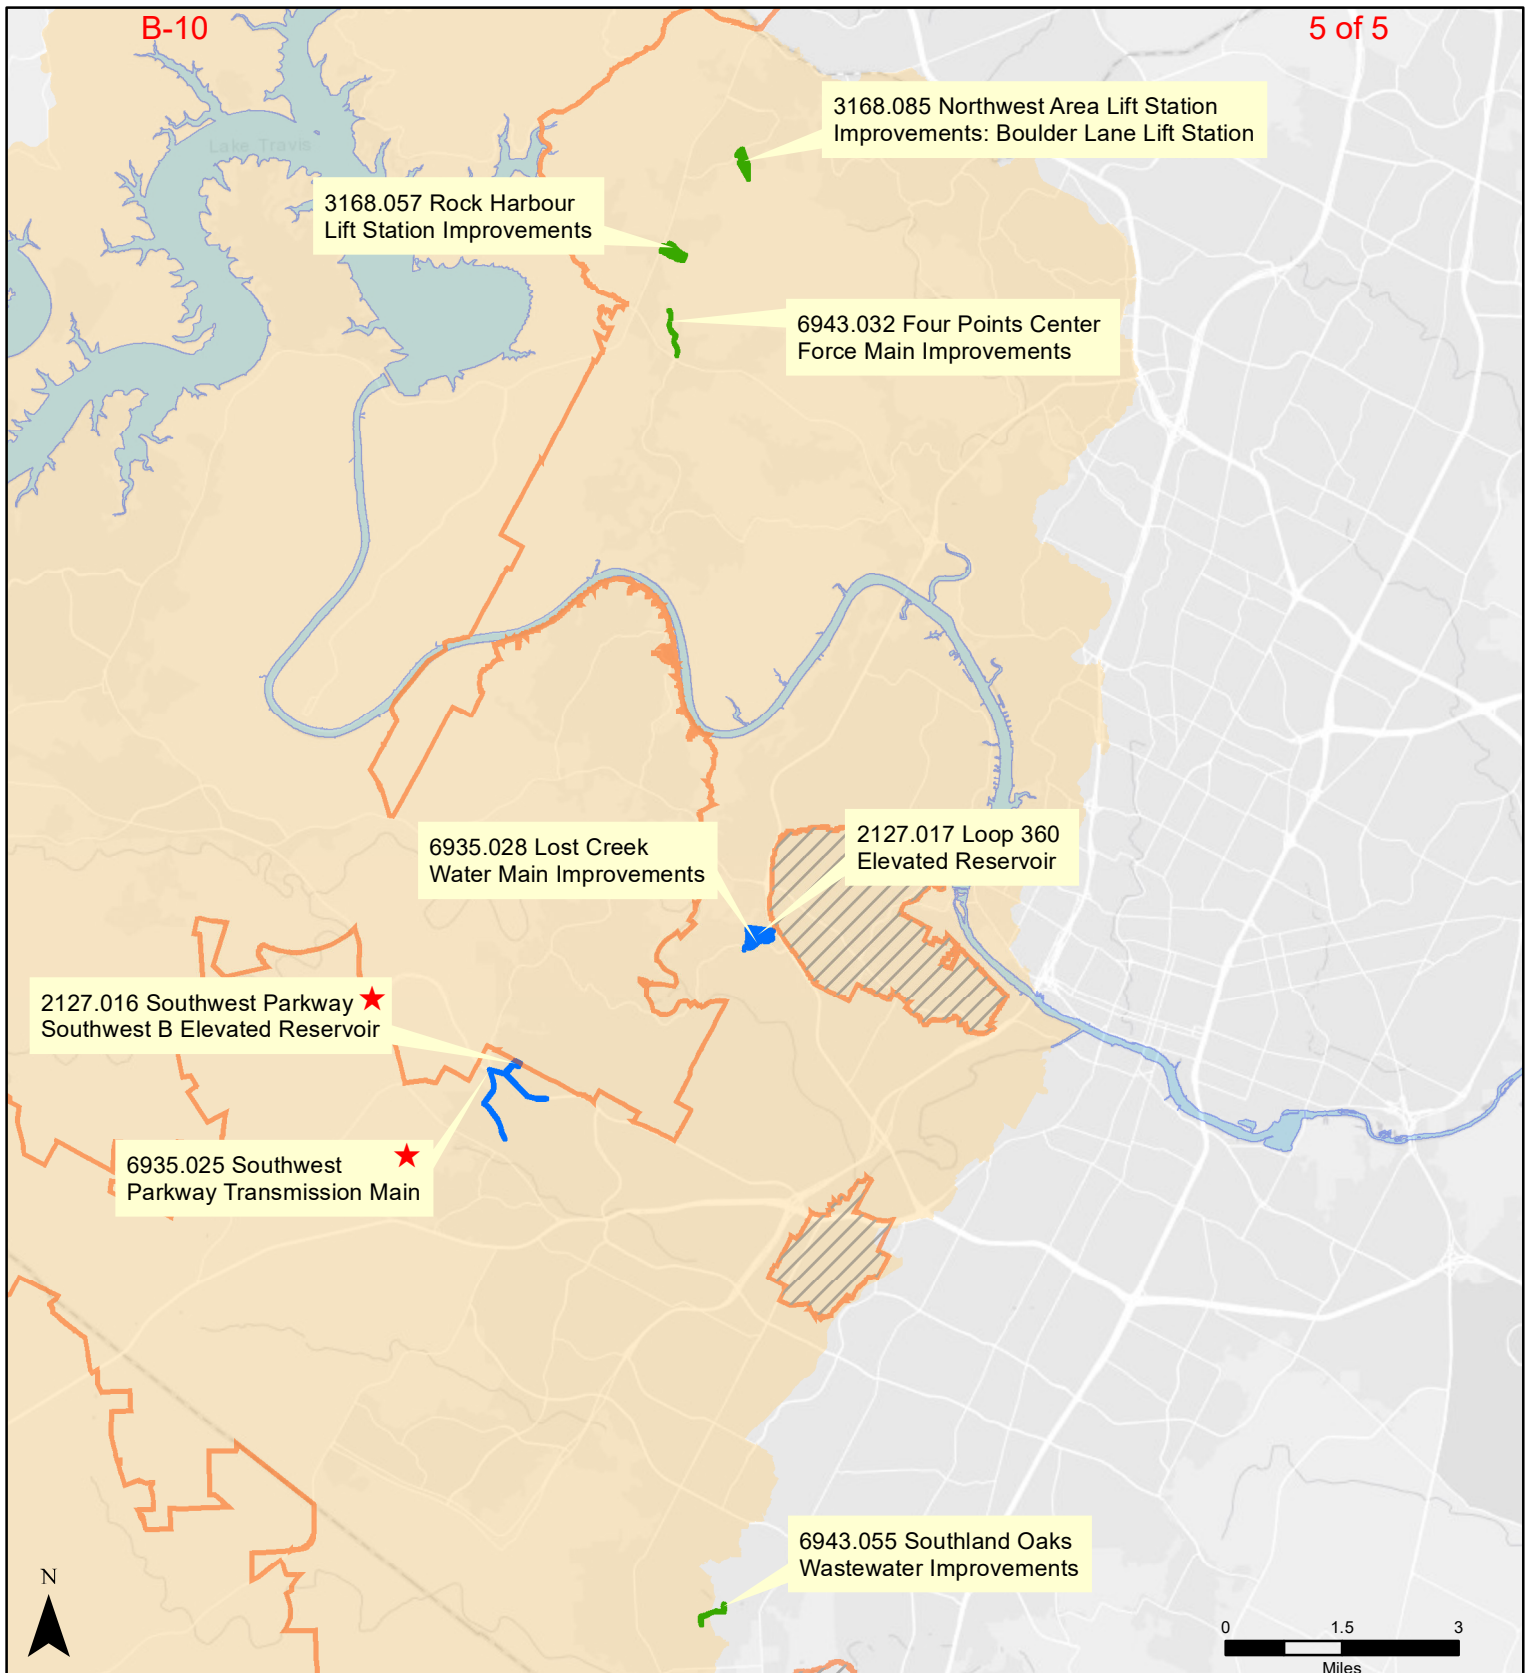 B-10
5 of 5
3168.085 Northwest Area Lift Station
Improvements: Boulder Lane Lift Station
Lake Travis
3168.057 Rock Harbour
Lift Station Improvements
6943.032 Four Points Center
Force Main Improvements
6935.028 Lost Creek
Water Main Improvements
2127.017 Loop 360
Elevated Reservoir
2127.016 Southwest Parkway
Southwest B Elevated Reservoir
6935.025 Southwest
Parkway Transmission Main
6943.055 Southland Oaks
Wastewater Improvements
N
0 1.5 3
Miles